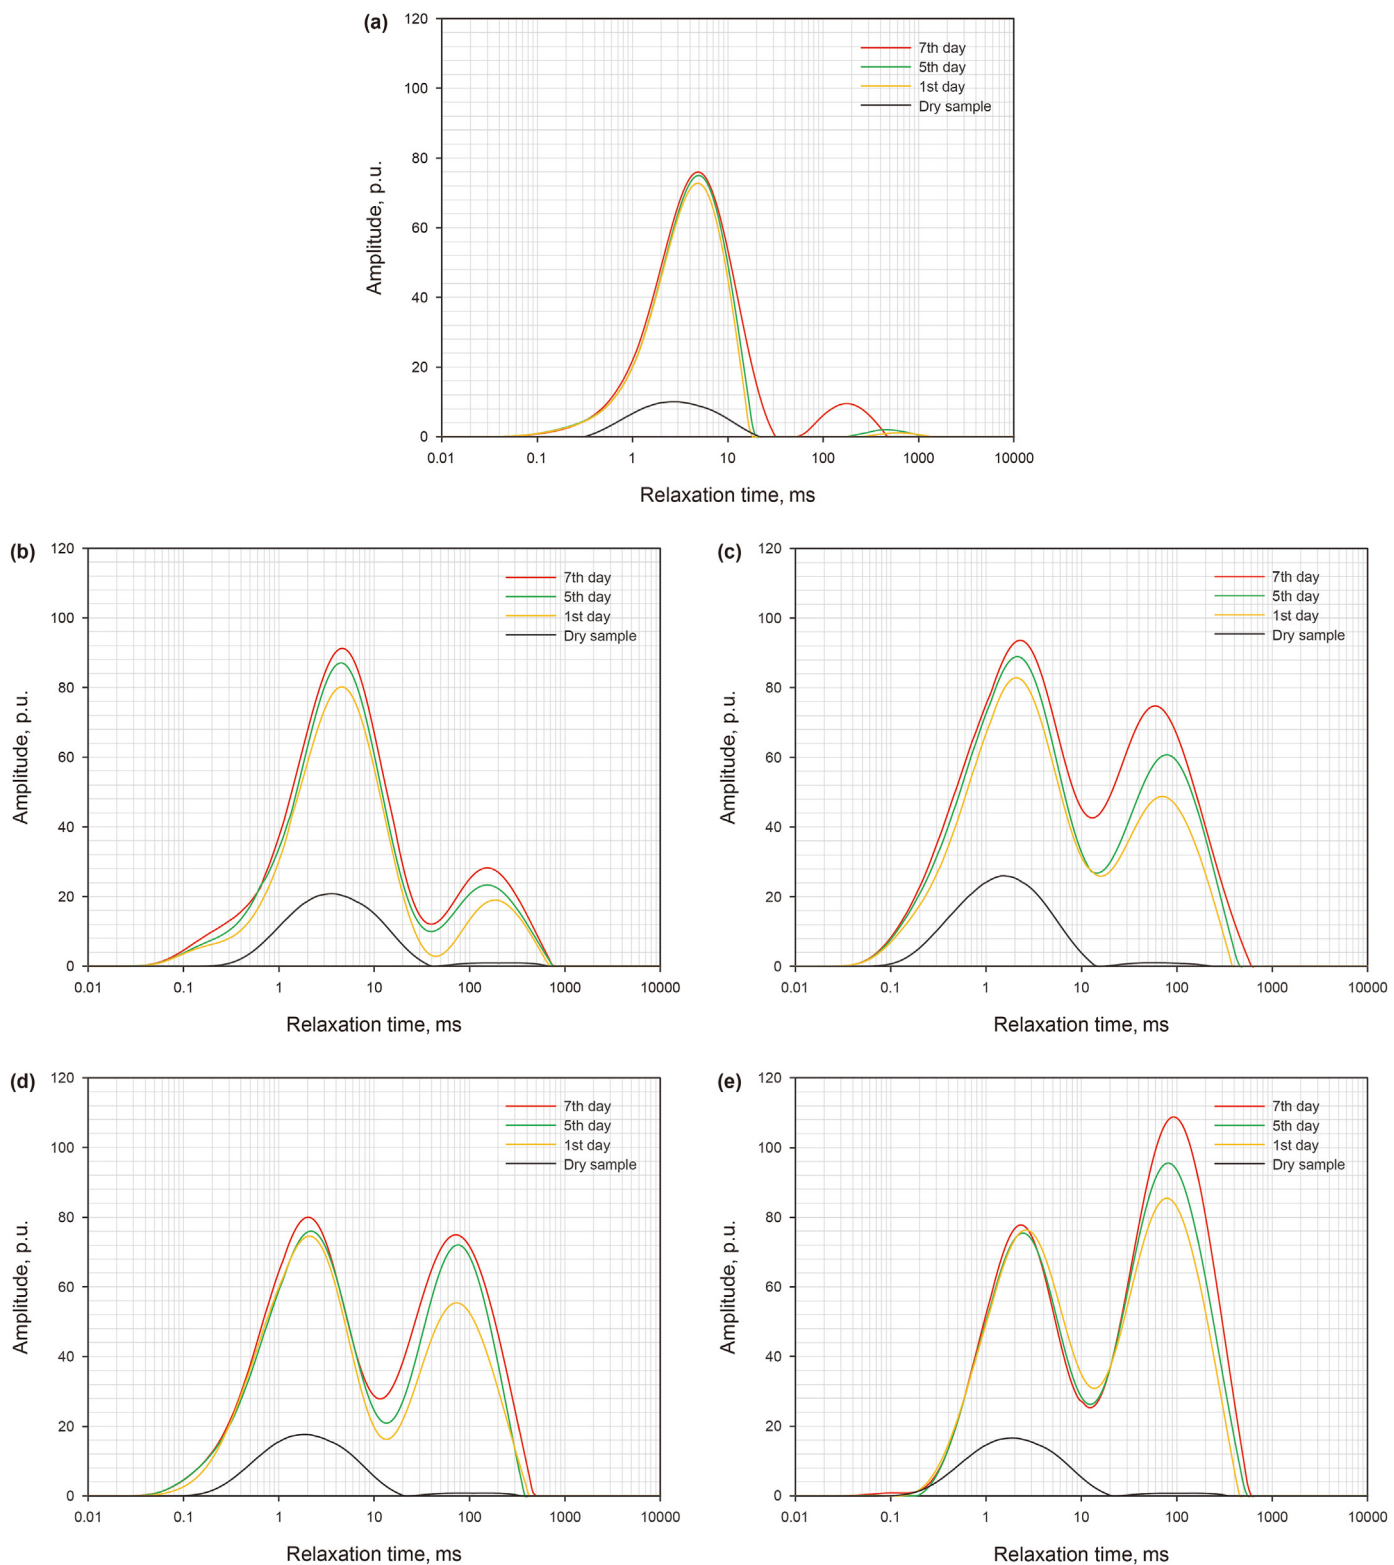 (a)
120
100
80
60
40
20
0
Amplitude, p.u.
7th day
5th day
1st day
Dry sample
0.01 0.1 1 10 100 1000 10000
Relaxation time, ms
(b)
120
100
80
60
40
20
0
Amplitude, p.u.
7th day
5th day
1st day
Dry sample
0.01 0.1 1 10 100 1000 10000
Relaxation time, ms
(c)
120
100
80
60
40
20
0
Amplitude, p.u.
7th day
5th day
1st day
Dry sample
0.01 0.1 1 10 100 1000 10000
Relaxation time, ms
(d)
120
100
80
60
40
20
0
Amplitude, p.u.
7th day
5th day
1st day
Dry sample
0.01 0.1 1 10 100 1000 10000
Relaxation time, ms
(e)
120
100
80
60
40
20
0
Amplitude, p.u.
7th day
5th day
1st day
Dry sample
0.01 0.1 1 10 100 1000 10000
Relaxation time, ms